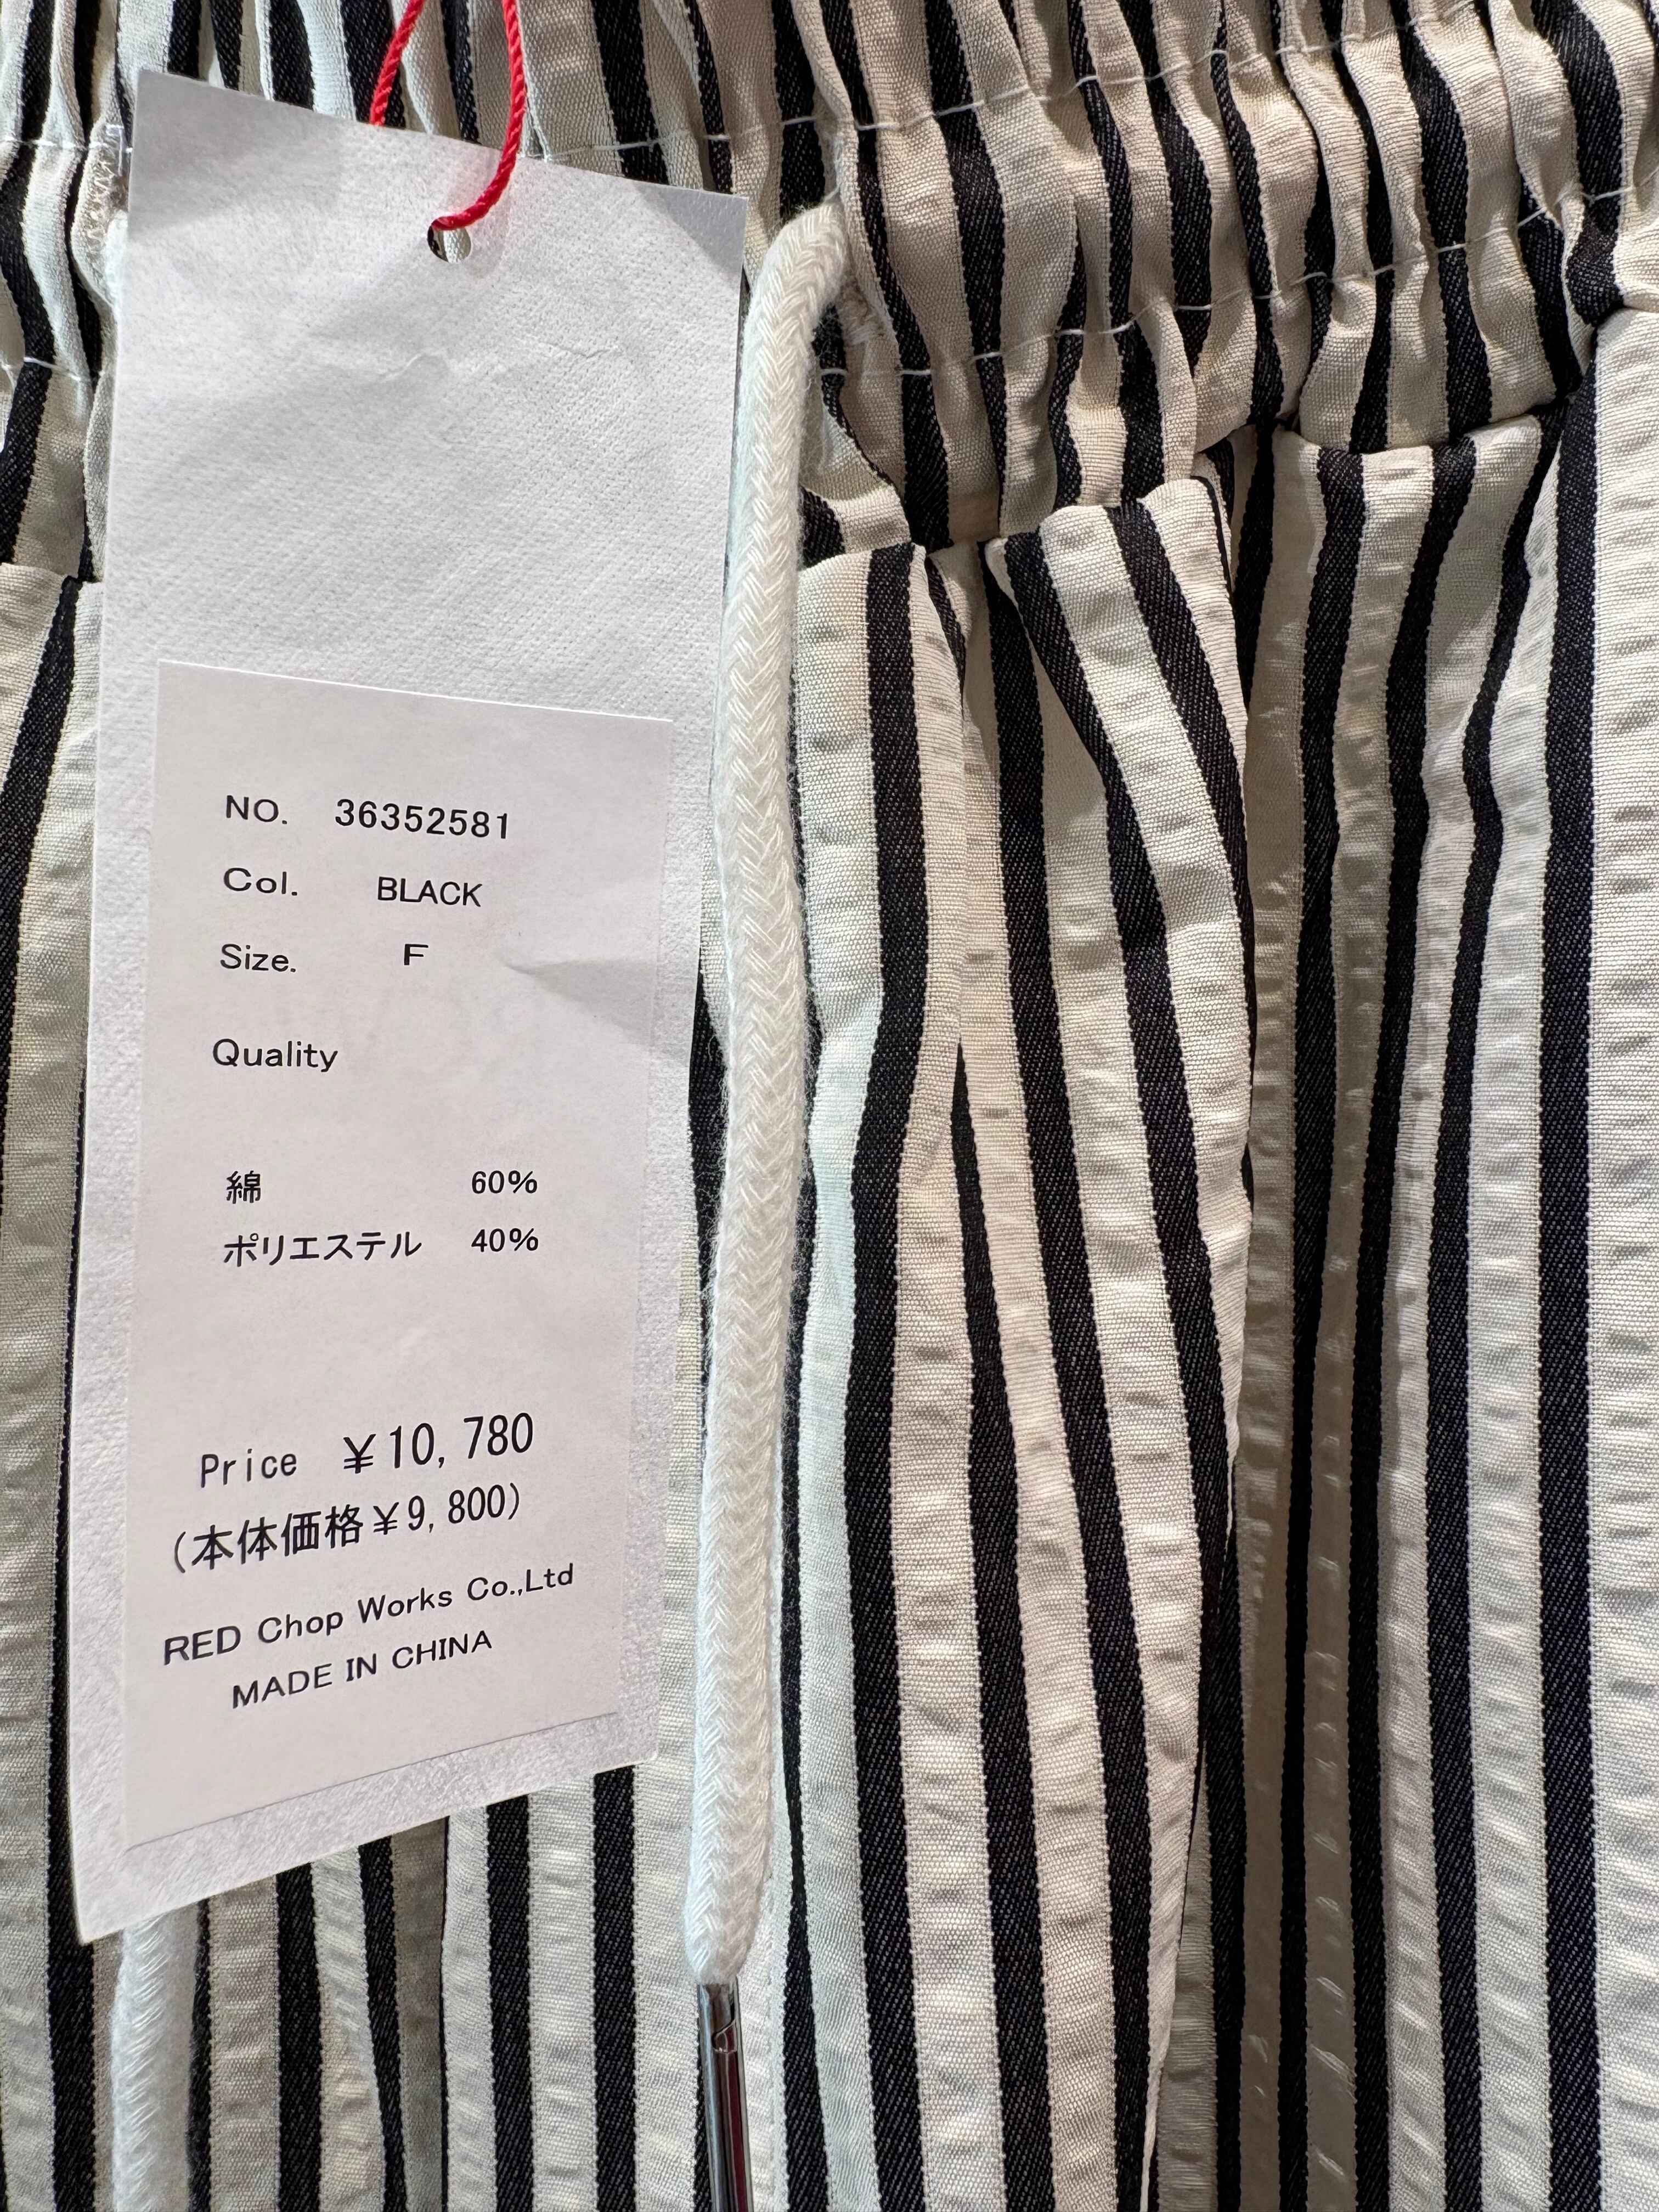 NO. 36352581
Col. BLACK
Size. F
Quality
綿 60%
ポリエステル 40%
Price ￥10,780
(本体価格￥9,800)
RED Chop Works Co.,Ltd
MADE IN CHINA